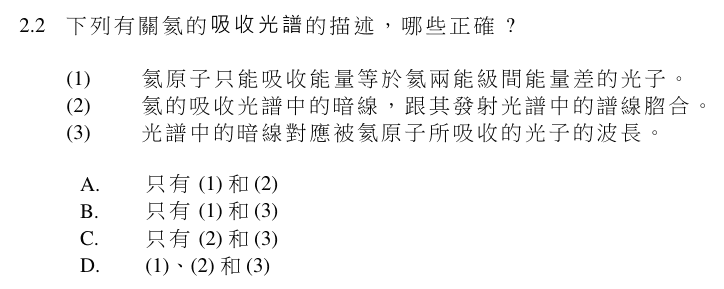 2.2 下列有關氦的吸收光譜的描述，哪些正確？
(1) 氦原子只能吸收能量等於氦兩能級間能量差的光子。
(2) 氦的吸收光譜中的暗線，跟其發射光譜中的譜線脗合。
(3) 光譜中的暗線對應被氦原子所吸收的光子的波長。
A. 只有 (1) 和 (2)
B. 只有 (1) 和 (3)
C. 只有 (2) 和 (3)
D. (1)、(2) 和 (3)